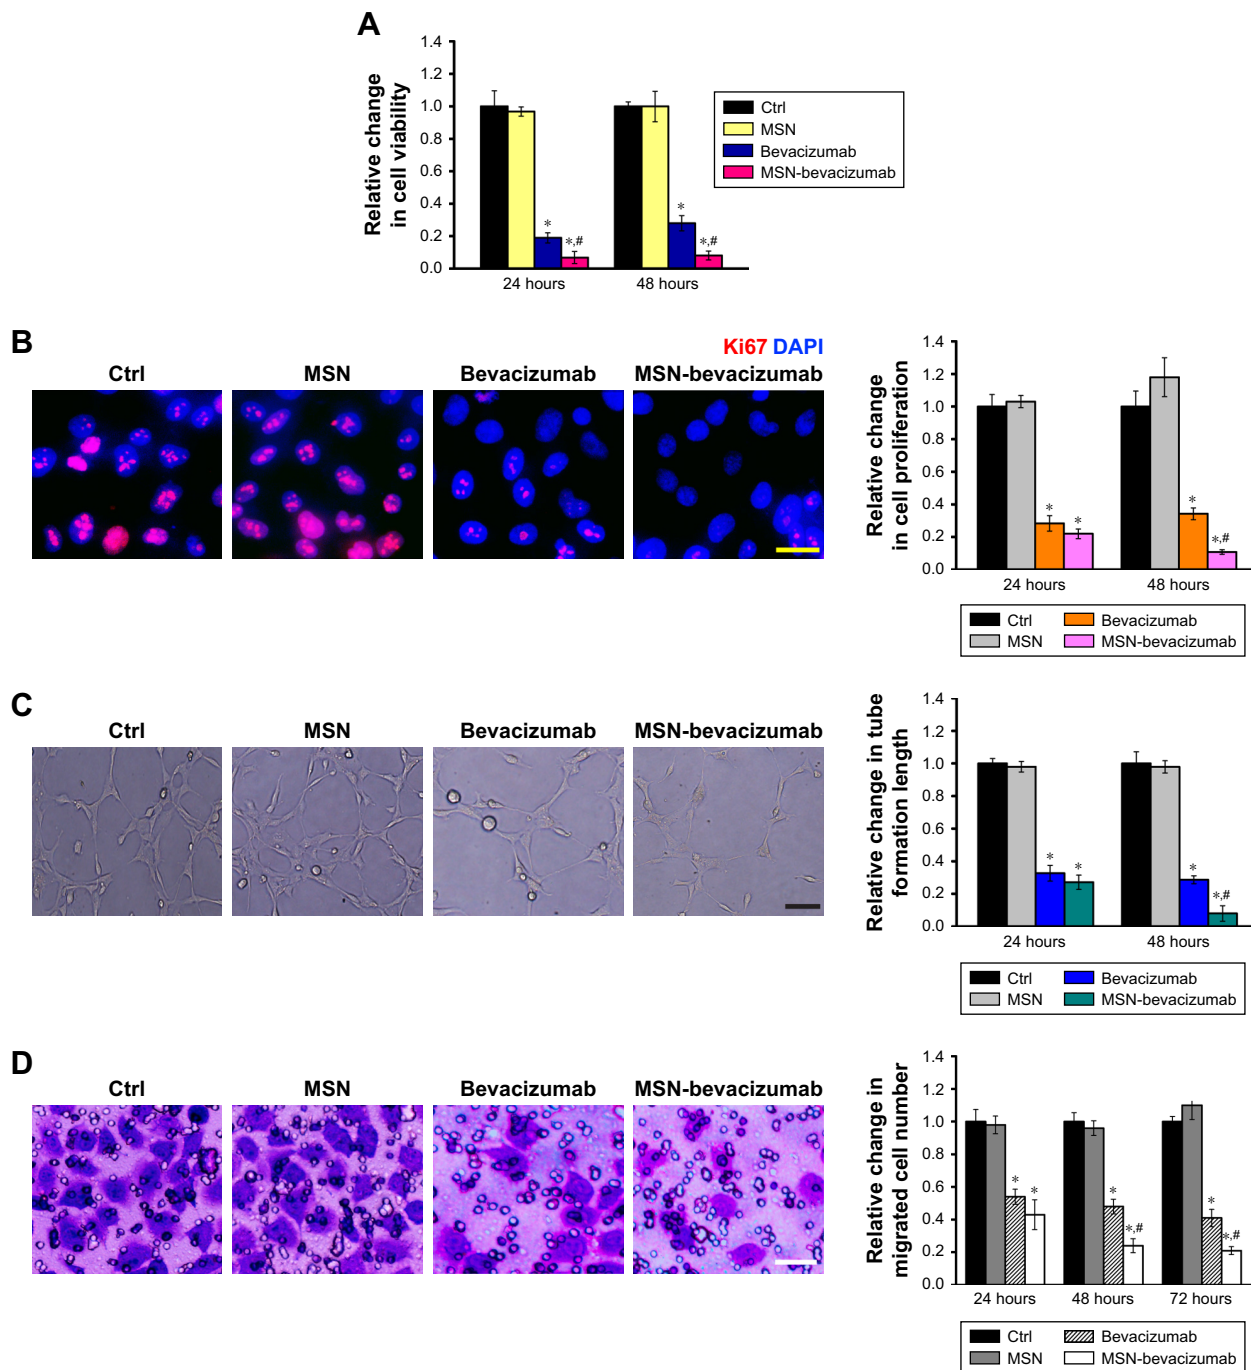 A
Relative change
in cell viability
1.4
1.2
1.0
0.8
0.6
0.4
0.2
0.0
*
*,#
*
*,#
24 hours
48 hours
Ctrl
MSN
Bevacizumab
MSN-bevacizumab
B
Ki67 DAPI
Ctrl
MSN
Bevacizumab
MSN-bevacizumab
Relative change
in cell proliferation
1.4
1.2
1.0
0.8
0.6
0.4
0.2
0.0
*
*
*
*,#
24 hours
48 hours
Ctrl
Bevacizumab
MSN
MSN-bevacizumab
C
Ctrl
MSN
Bevacizumab
MSN-bevacizumab
Relative change in tube
formation length
1.4
1.2
1.0
0.8
0.6
0.4
0.2
0.0
*
*
*
*,#
24 hours
48 hours
Ctrl
Bevacizumab
MSN
MSN-bevacizumab
D
Ctrl
MSN
Bevacizumab
MSN-bevacizumab
Relative change in
migrated cell number
1.4
1.2
1.0
0.8
0.6
0.4
0.2
0.0
*
*
*
*,#
*
*,#
24 hours
48 hours
72 hours
Ctrl
Bevacizumab
MSN
MSN-bevacizumab